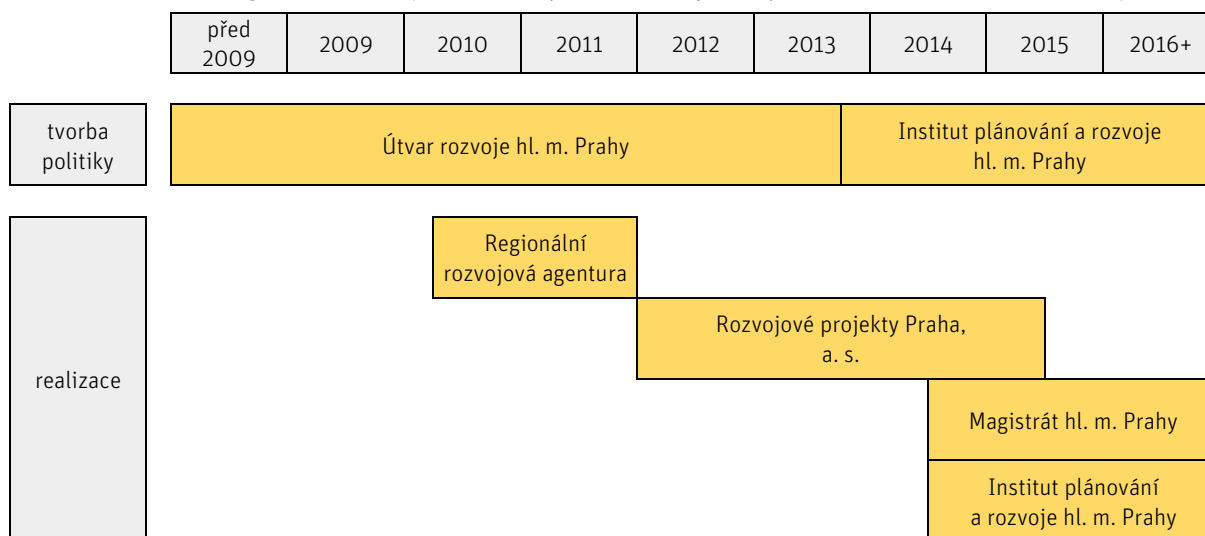 před
2009
2009
2010
2011
2012
2013
2014
2015
2016+
tvorba
politiky
Útvar rozvoje hl. m. Prahy
Institut plánování a rozvoje
hl. m. Prahy
realizace
Regionální
rozvojová agentura
Rozvojové projekty Praha,
a. s.
Magistrát hl. m. Prahy
Institut plánování
a rozvoje hl. m. Prahy